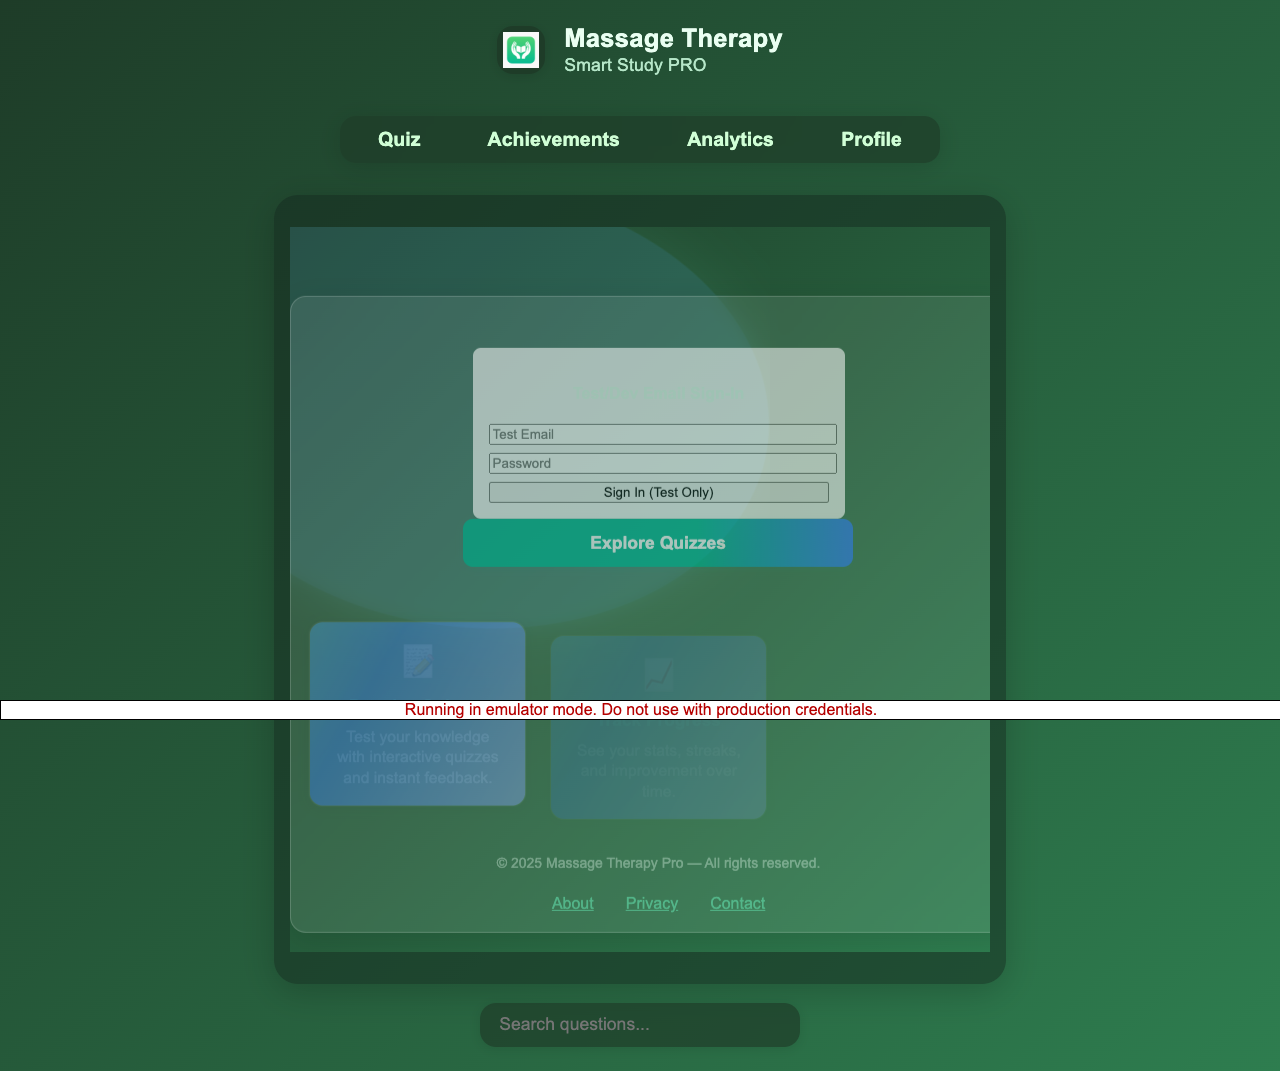 Massage Therapy
Smart Study PRO
Quiz Achievements Analytics Profile
Test Email
Password
Sign In (Test Only)
Explore Quizzes
Running in emulator mode. Do not use with production credentials.
Test your knowledge
with interactive quizzes
and instant feedback.
See your stats, streaks,
and improvement over
time.
© 2025 Massage Therapy Pro — All rights reserved.
About Privacy Contact
Search questions...